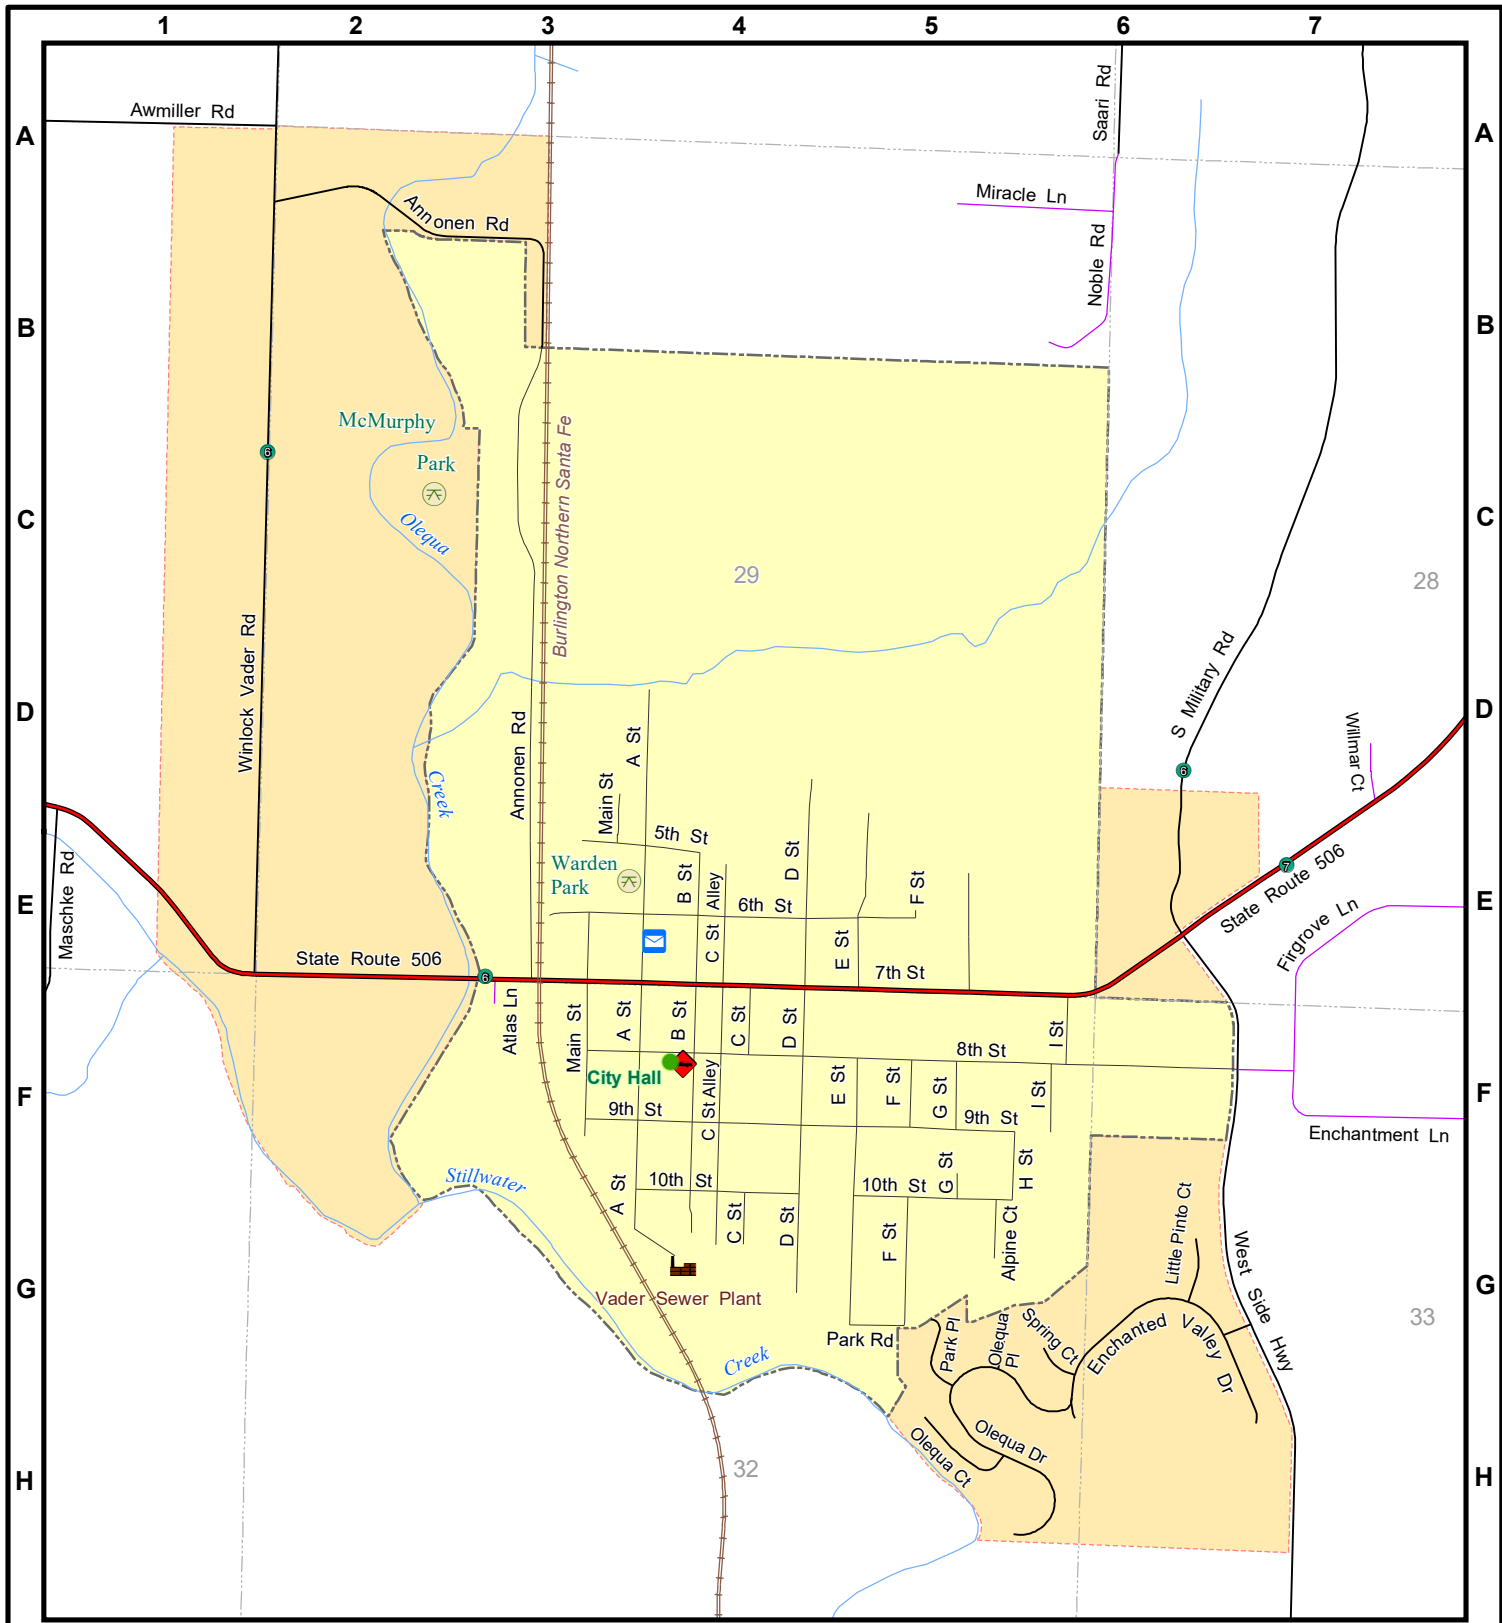 1 2 3 4 5 6 7
A
B
C
D
E
F
G
H
A
B
C
D
E
F
G
H
Awmiller Rd
Saari Rd
Miracle Ln
Noble Rd
Annonen Rd
McMurphy
Park
Olequa
Creek
6
Winlock Vader Rd
Burlington Northern Santa Fe
29
28
S Military Rd
6
Willmar Ct
Annonen Rd
A St
Main St
5th St
B St
C St Alley
D St
Warden
Park
6th St
F St
E St
7th St
7
State Route 506
Firgrove Ln
Maschke Rd
State Route 506
6
Atlas Ln
Main St
A St
B St
C St
D St
I St
8th St
City Hall
C St Alley
E St
F St
G St
I St
9th St
9th St
Enchantment Ln
Stillwater
A St
10th St
10th St
G St
H St
C St
D St
F St
Alpine Ct
Little Pinto Ct
West Side Hwy
Vader Sewer Plant
33
Park Rd
Park Pl
Olequa
Pl
Spring Ct
Enchanted Valley Dr
Creek
Olequa Dr
Olequa Ct
32